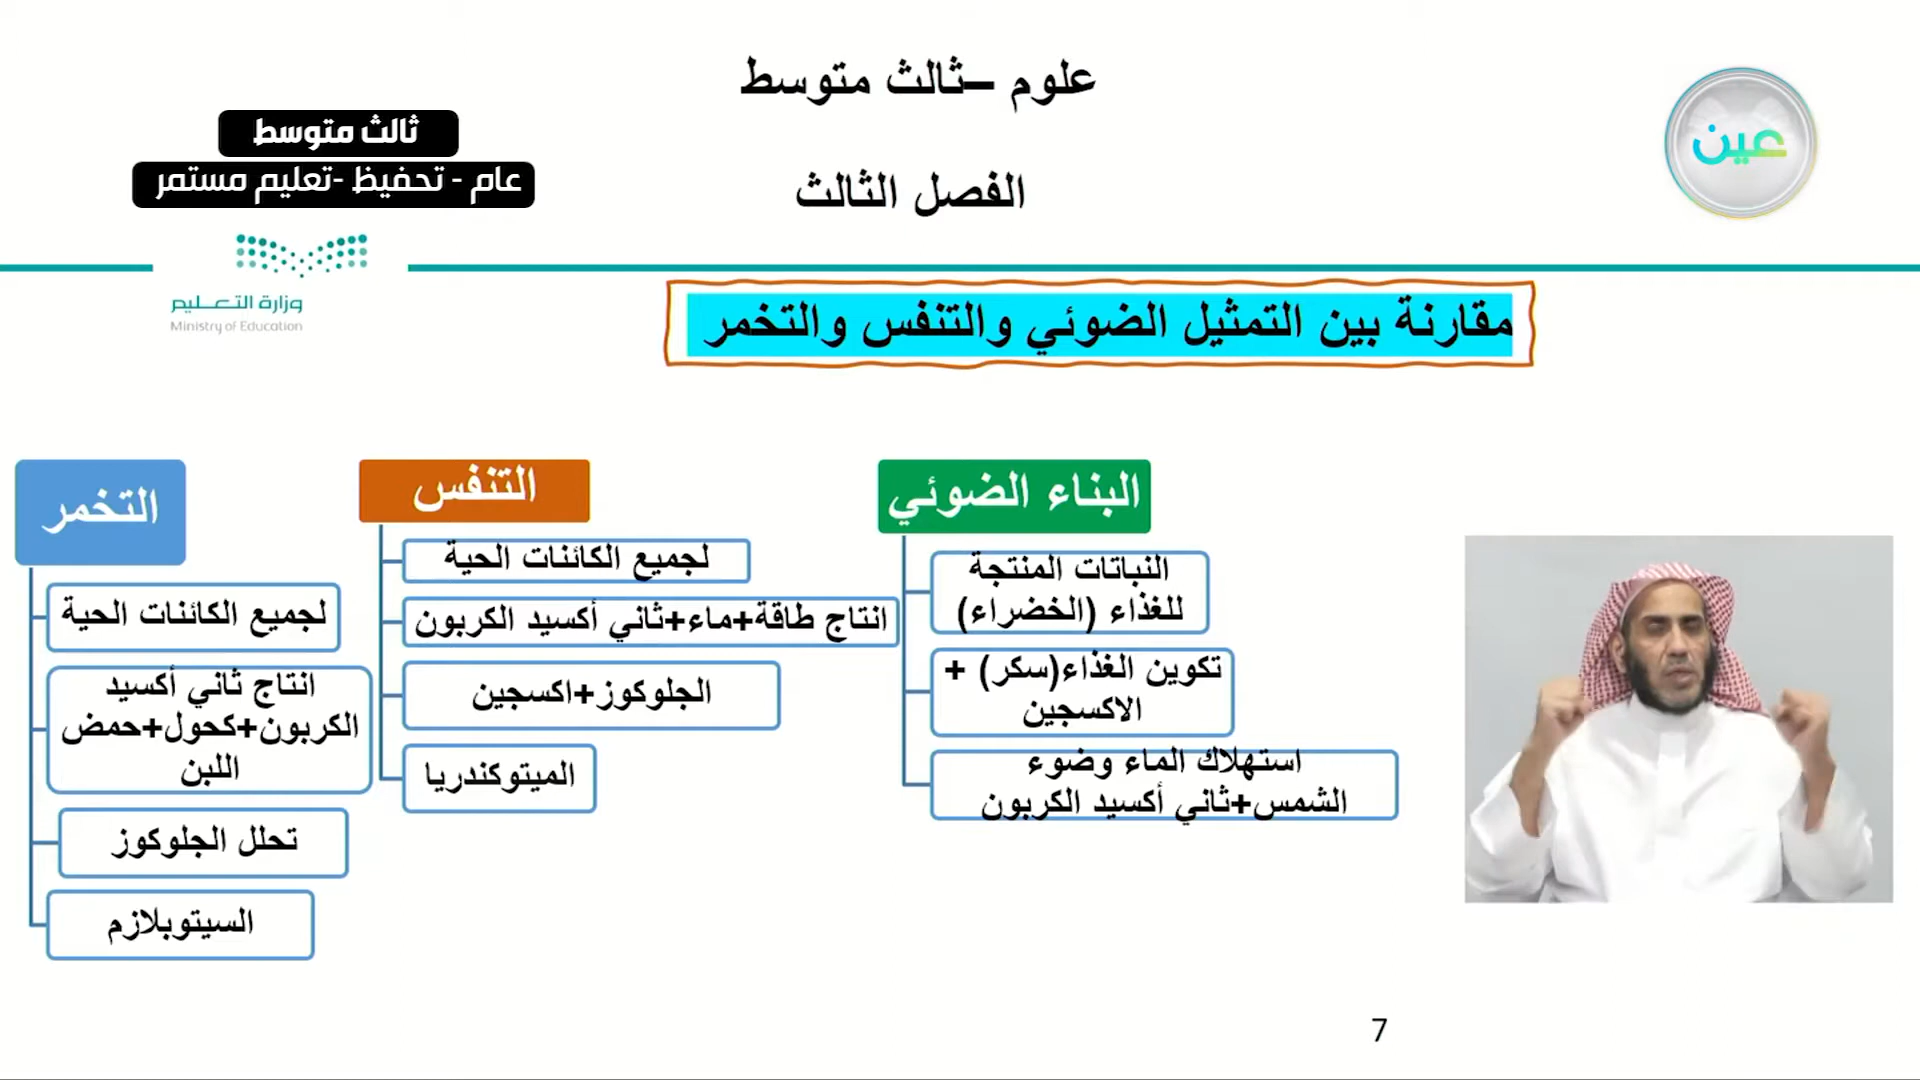 علوم –ثالث متوسط
الفصل الثالث
عين
ثالث متوسط
عام - تحفيظ -تعليم مستمر
وزارة التعـليم
Ministry of Education
مقارنة بين التمثيل الضوئي والتنفس والتخمر
البناء الضوئي
النباتات المنتجة
للغذاء (الخضراء)
تكوين الغذاء(سكر) +
الاكسجين
استهلاك الماء وضوء
الشمس+ثاني أكسيد الكربون
التنفس
لجميع الكائنات الحية
انتاج طاقة+ماء+ثاني أكسيد الكربون
الجلوكوز+اكسجين
الميتوكندريا
التخمر
لجميع الكائنات الحية
انتاج ثاني أكسيد
الكربون+كحول+حمض
اللبن
تحلل الجلوكوز
السيتوبلازم
7